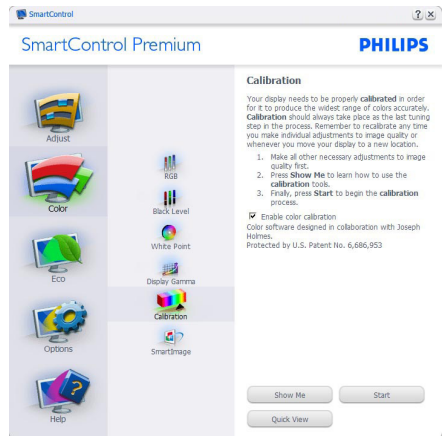 SmartControl
? x
SmartControl Premium
PHILIPS
Adjust
Color
Eco
Options
Help
RGB
Black Level
White Point
Display Gamma
Calibration
SmartImage
Calibration
Your display needs to be properly calibrated in order
for it to produce the widest range of colors accurately.
Calibration should always take place as the last tuning
step in the process. Remember to recalibrate any time
you make individual adjustments to image quality or
whenever you move your display to a new location.
1. Make all other necessary adjustments to image
quality first.
2. Press Show Me to learn how to use the
calibration tools.
3. Finally, press Start to begin the calibration
process.
Enable color calibration
Color software designed in collaboration with Joseph
Holmes.
Protected by U.S. Patent No. 6,686,953
Show Me
Start
Quick View